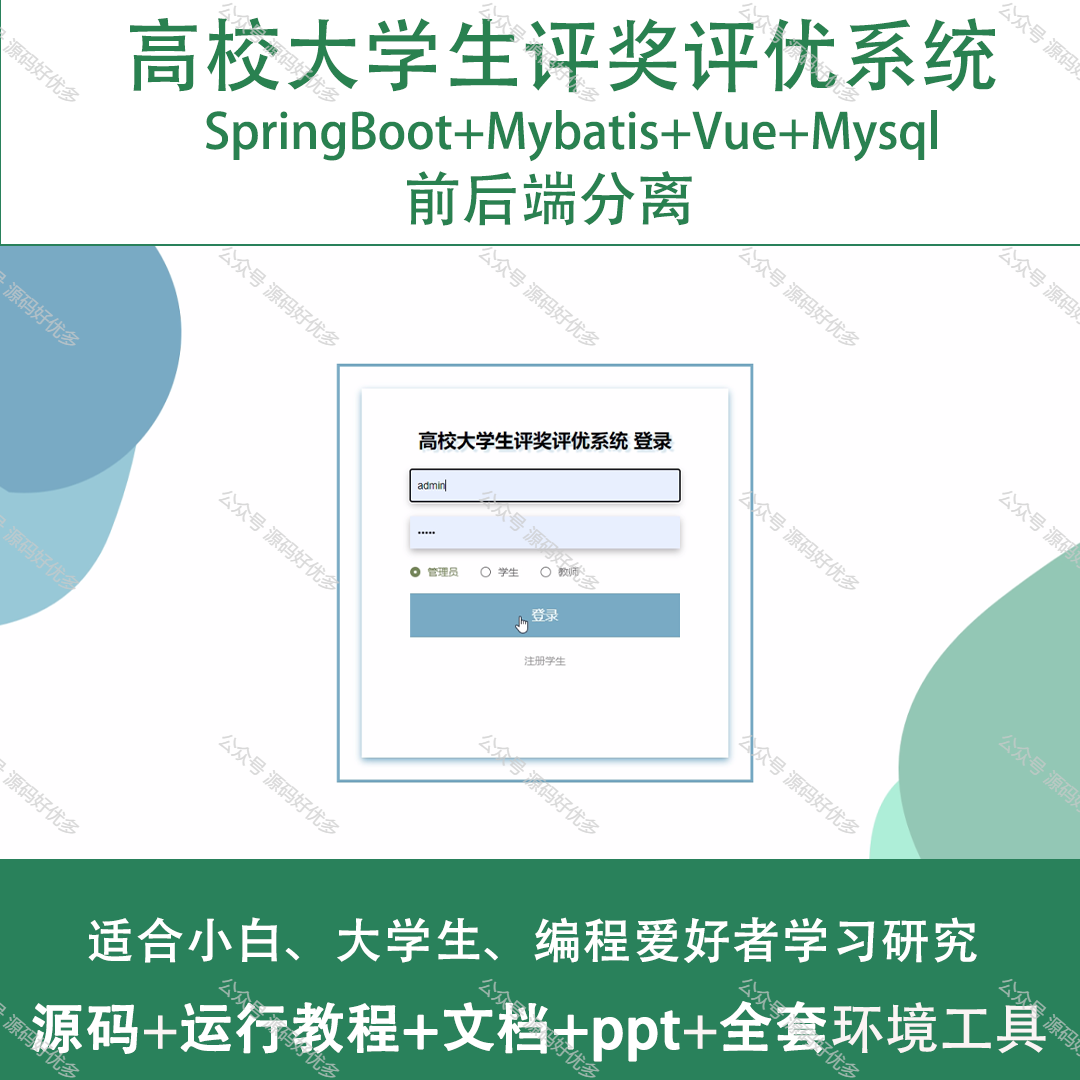 高校大学生评奖评优系统
SpringBoot+Mybatis+Vue+Mysql
前后端分离
高校大学生评奖评优系统 登录
admin
•••••
管理员 学生 教师
登录
注册学生
适合小白、大学生、编程爱好者学习研究
源码+运行教程+文档+ppt+全套环境工具
公众号 源码好优多